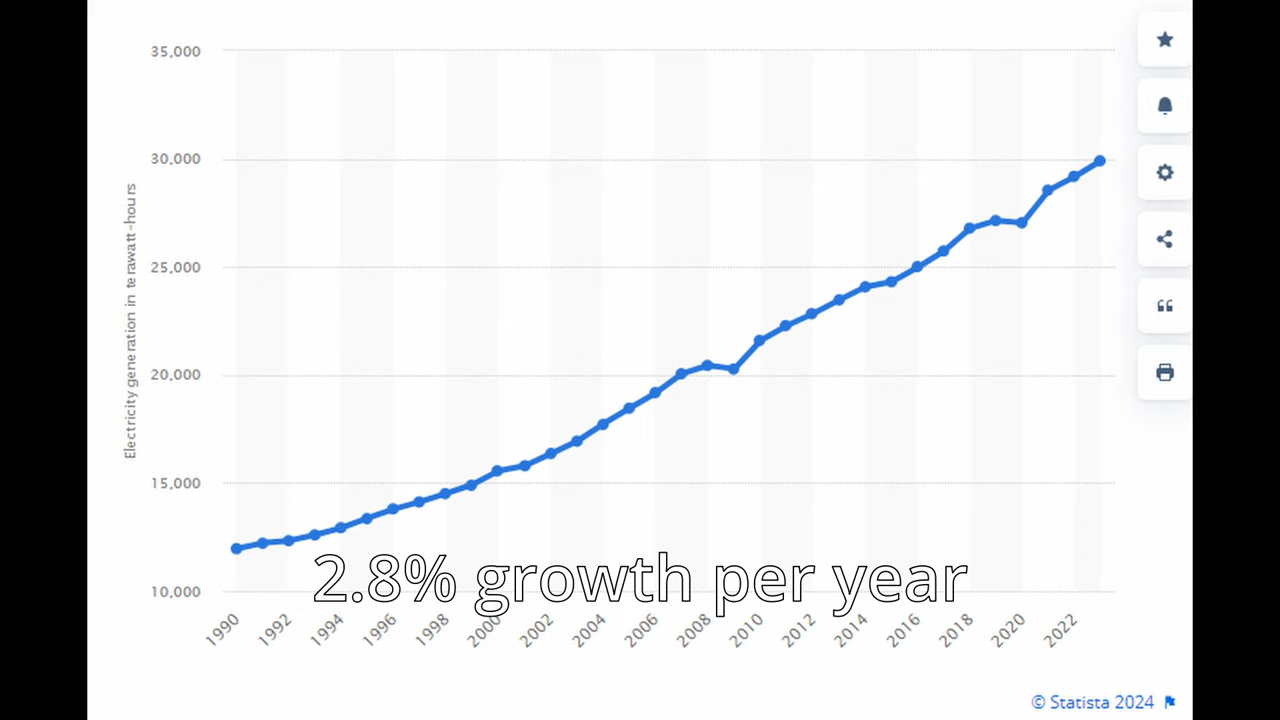 35,000
30,000
25,000
20,000
15,000
10,000
Electricity generation in terawatt-hours
2.8% growth per year
1990 1992 1994 1996 1998 2000 2002 2004 2006 2008 2010 2012 2014 2016 2018 2020 2022
© Statista 2024